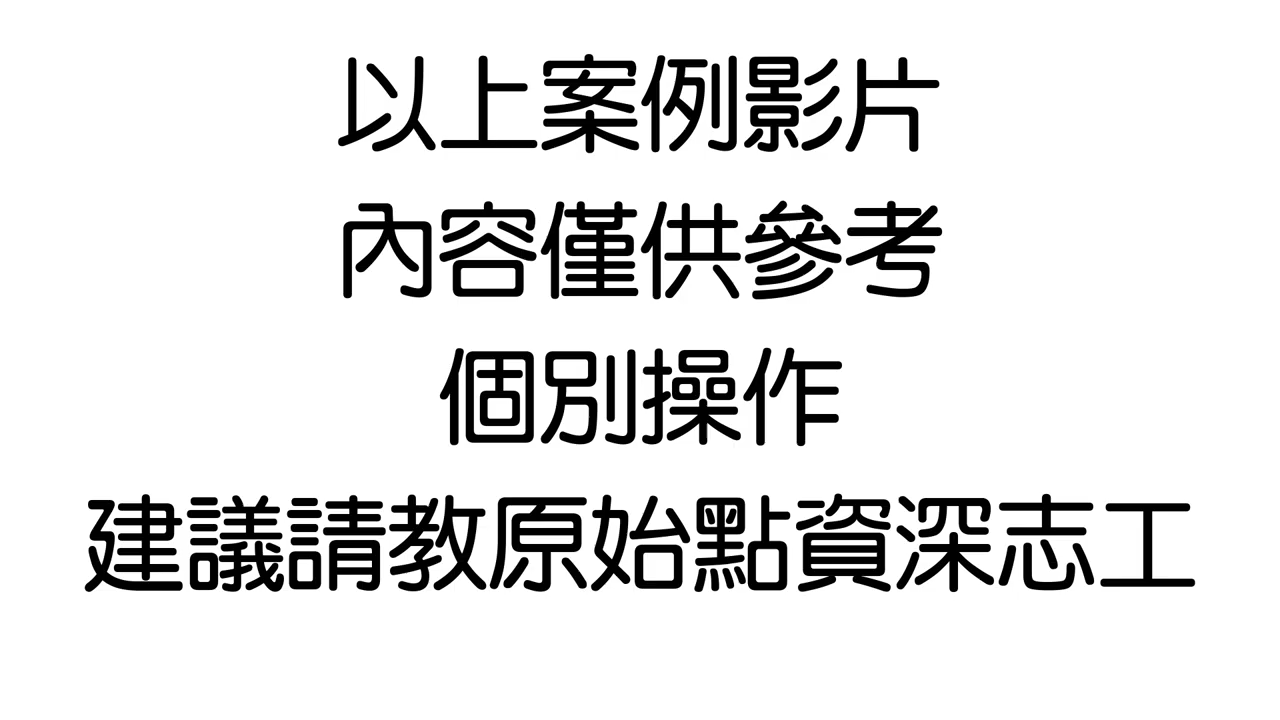 以上案例影片
內容僅供參考
個別操作
建議請教原始點資深志工